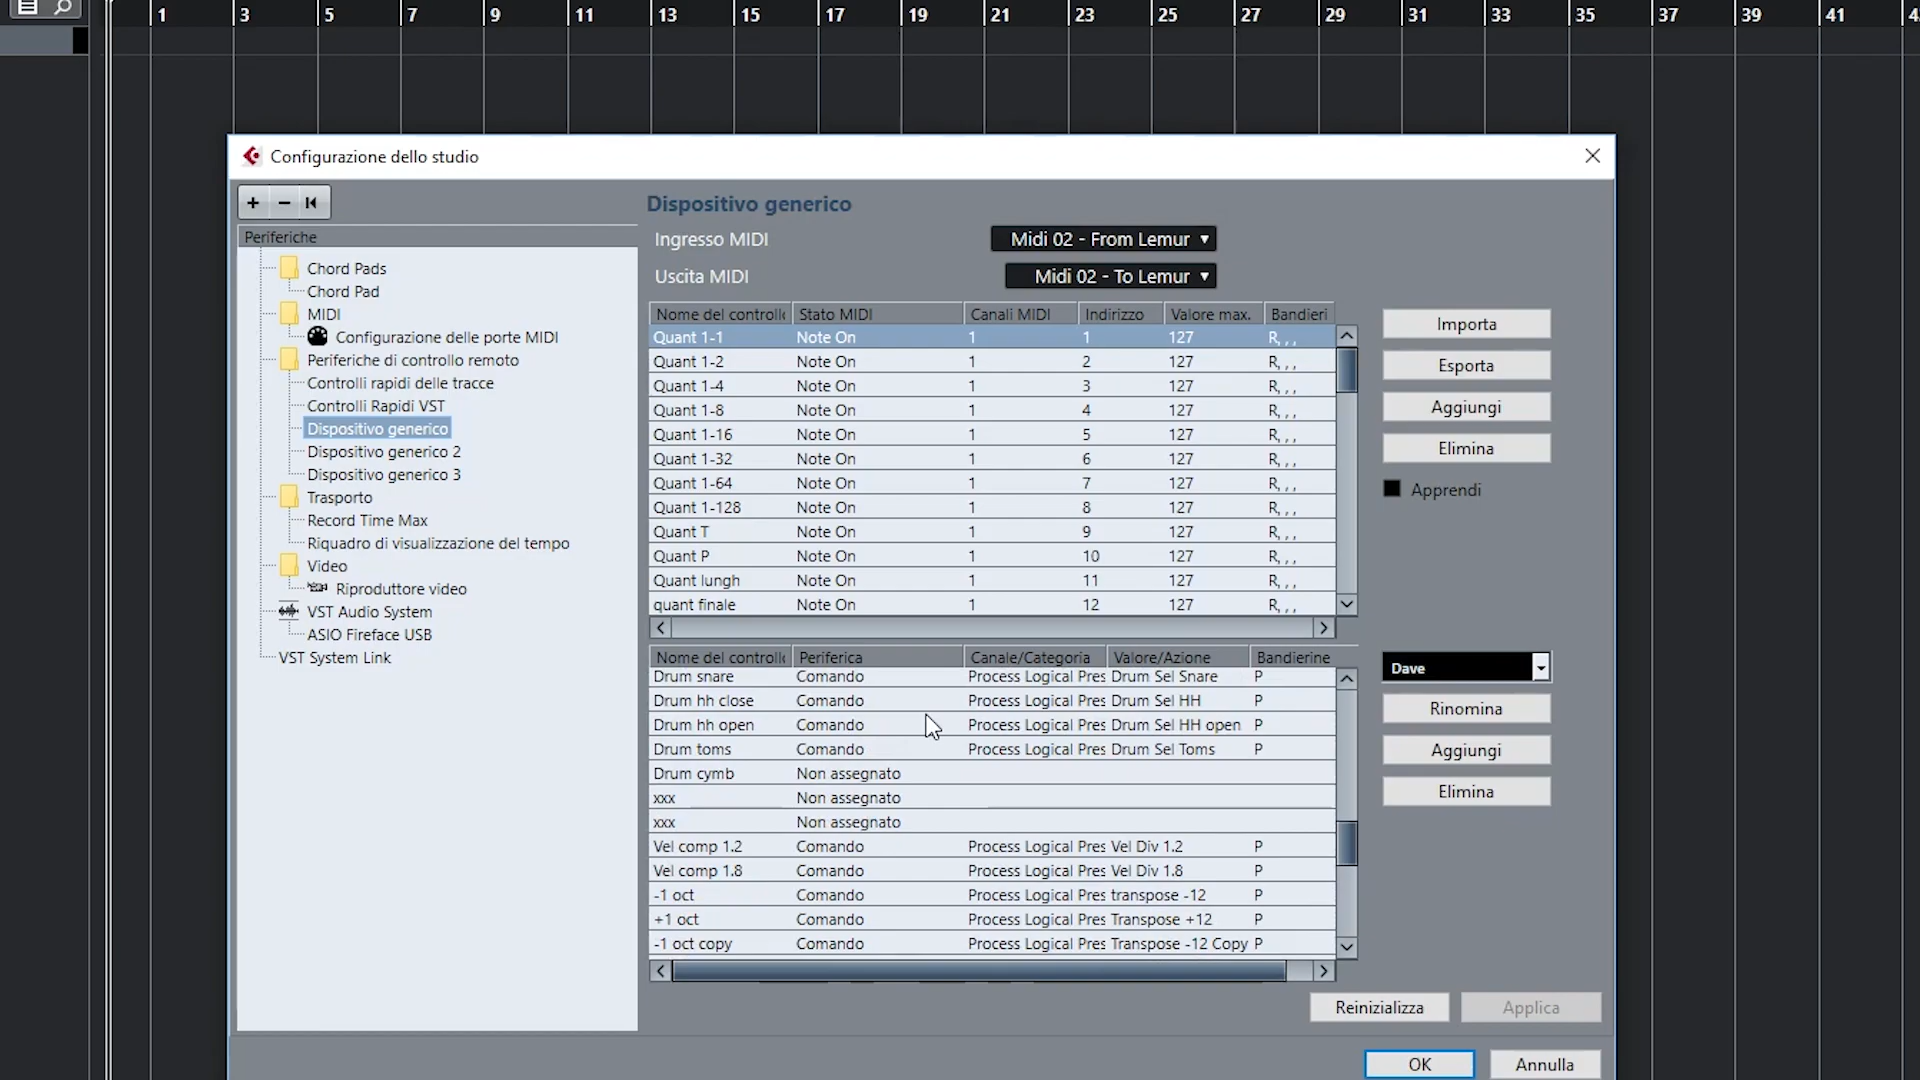 1 3 5 7 9 11 13 15 17 19 21 23 25 27 29 31 33 35 37 39 41
Configurazione dello studio
Periferiche
Chord Pads
Chord Pad
MIDI
Configurazione delle porte MIDI
Periferiche di controllo remoto
Controlli rapidi delle tracce
Controlli Rapidi VST
Dispositivo generico
Dispositivo generico 2
Dispositivo generico 3
Trasporto
Record Time Max
Riquadro di visualizzazione del tempo
Video
Riproduttore video
VST Audio System
ASIO Fireface USB
VST System Link
Dispositivo generico
Ingresso MIDI Midi 02 - From Lemur
Uscita MIDI Midi 02 - To Lemur
Nome del controlle Stato MIDI Canali MIDI Indirizzo Valore max. Bandieri
Quant 1-1 Note On 1 1 127 R, , ,
Quant 1-2 Note On 1 2 127 R, , ,
Quant 1-4 Note On 1 3 127 R, , ,
Quant 1-8 Note On 1 4 127 R, , ,
Quant 1-16 Note On 1 5 127 R, , ,
Quant 1-32 Note On 1 6 127 R, , ,
Quant 1-64 Note On 1 7 127 R, , ,
Quant 1-128 Note On 1 8 127 R, , ,
Quant T Note On 1 9 127 R, , ,
Quant P Note On 1 10 127 R, , ,
Quant lungh Note On 1 11 127 R, , ,
quant finale Note On 1 12 127 R, , ,
Importa
Esporta
Aggiungi
Elimina
Apprendi
Nome del controlle Periferica Canale/Categoria Valore/Azione Bandierine
Drum snare Comando Process Logical Pres Drum Sel Snare P
Drum hh close Comando Process Logical Pres Drum Sel HH P
Drum hh open Comando Process Logical Pres Drum Sel HH open P
Drum toms Comando Process Logical Pres Drum Sel Toms P
Drum cymb Non assegnato
xxx Non assegnato
xxx Non assegnato
Vel comp 1.2 Comando Process Logical Pres Vel Div 1.2 P
Vel comp 1.8 Comando Process Logical Pres Vel Div 1.8 P
-1 oct Comando Process Logical Pres transpose -12 P
+1 oct Comando Process Logical Pres Transpose +12 P
-1 oct copy Comando Process Logical Pres Transpose -12 Copy P
Dave
Rinomina
Aggiungi
Elimina
Reinizializza Applica
OK Annulla